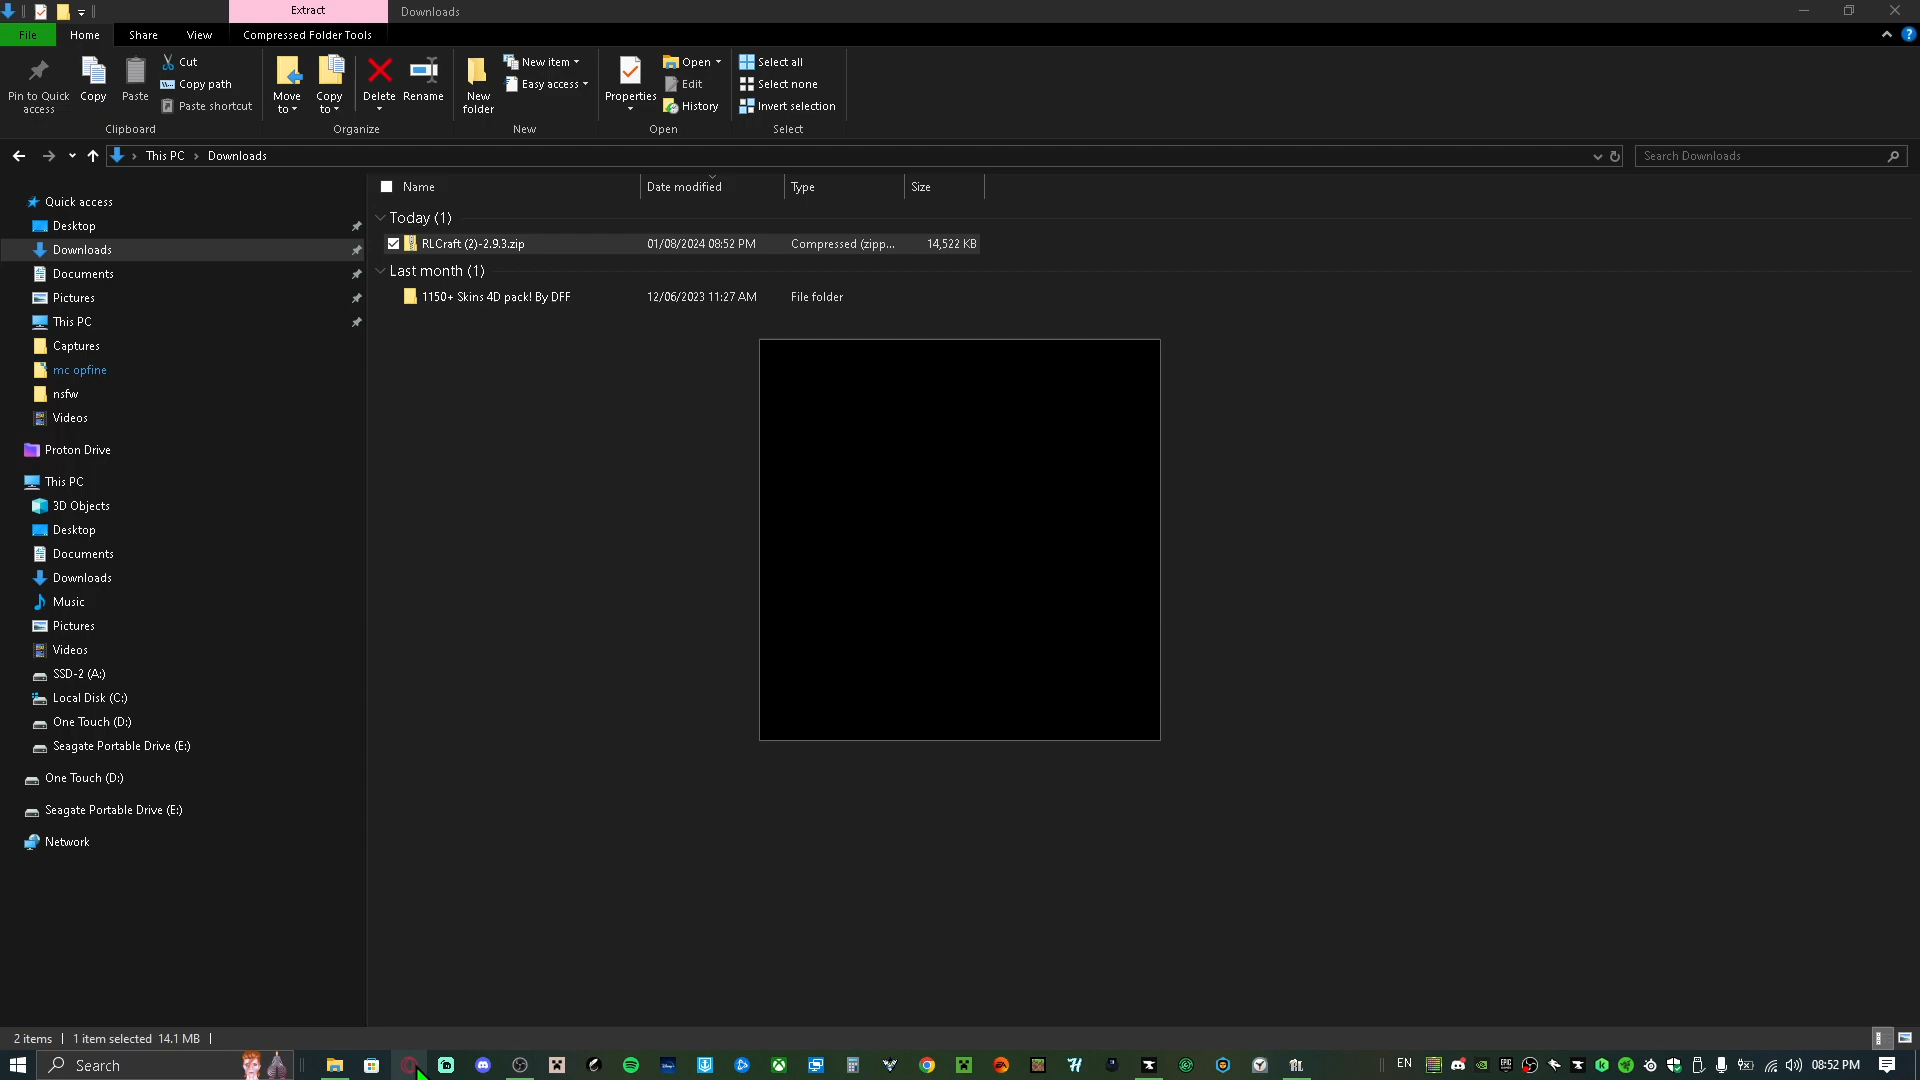 Extract
Downloads
File
Home
Share
View
Compressed Folder Tools
Pin to Quick access
Copy
Paste
Cut
Copy path
Paste shortcut
Clipboard
Move to
Copy to
Delete
Rename
Organize
New folder
New item
Easy access
New
Properties
Open
Edit
History
Open
Select all
Select none
Invert selection
Select
This PC > Downloads
Search Downloads
Name Date modified Type Size
Today (1)
RLCraft (2)-2.9.3.zip 01/08/2024 08:52 PM Compressed (zipp... 14,522 KB
Last month (1)
1150+ Skins 4D pack! By DFF 12/06/2023 11:27 AM File folder
Quick access
Desktop
Downloads
Documents
Pictures
This PC
Captures
mc opfine
nsfw
Videos
Proton Drive
This PC
3D Objects
Desktop
Documents
Downloads
Music
Pictures
Videos
SSD-2 (A:)
Local Disk (C:)
One Touch (D:)
Seagate Portable Drive (E:)
One Touch (D:)
Seagate Portable Drive (E:)
Network
2 items
1 item selected 14.1 MB
Search
EN
08:52 PM